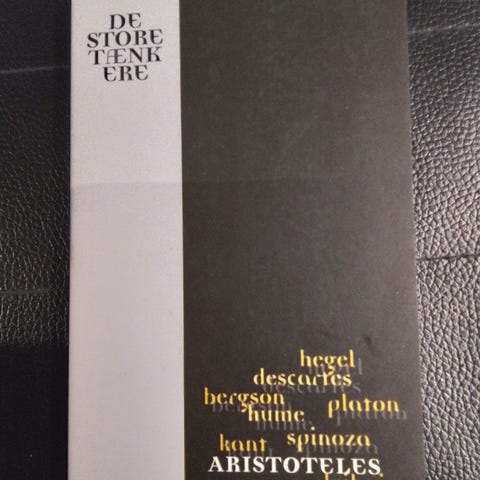 DE
STORE
TÆNK
ERE
hegel
descartes
bergson platon
hume
kant spinoza
ARISTOTELES